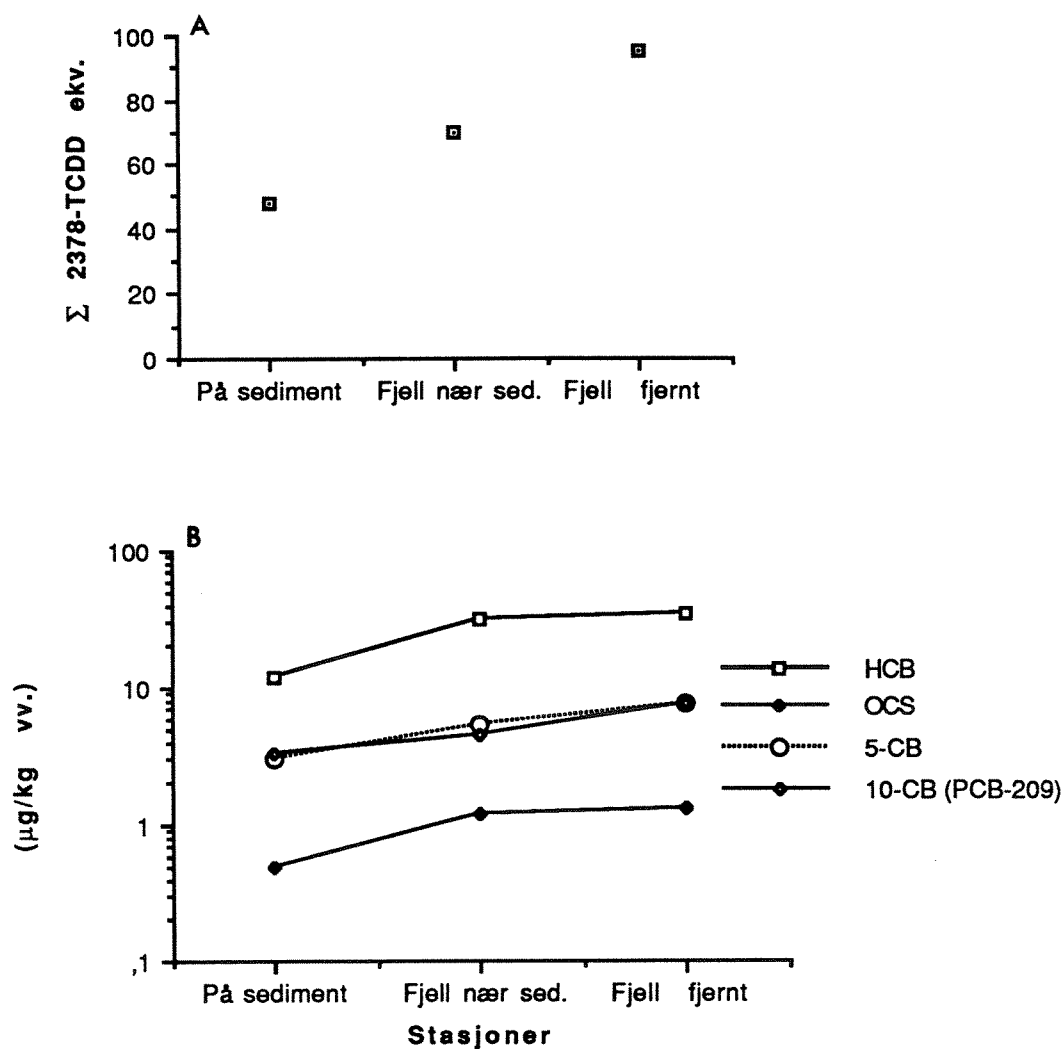 A
Σ 2378-TCDD ekv.
100
80
60
40
20
0
På sediment Fjell nær sed. Fjell fjernt
B
(µg/kg vv.)
100
10
1
,1
På sediment Fjell nær sed. Fjell fjernt
Stasjoner
HCB
OCS
5-CB
10-CB (PCB-209)